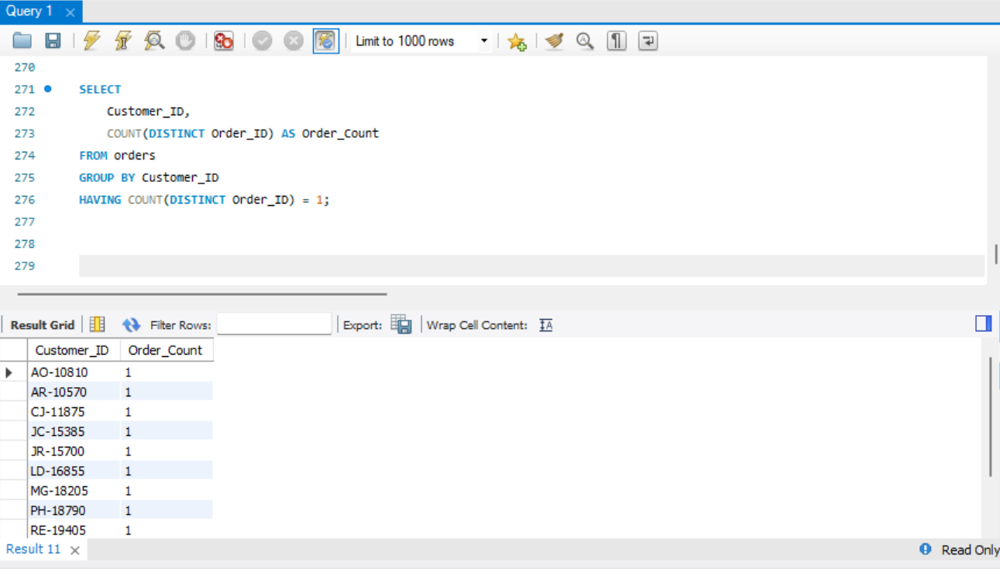 Query 1
Limit to 1000 rows
270
271 SELECT
272 Customer_ID,
273 COUNT(DISTINCT Order_ID) AS Order_Count
274 FROM orders
275 GROUP BY Customer_ID
276 HAVING COUNT(DISTINCT Order_ID) = 1;
277
278
279
Result Grid Filter Rows: Export: Wrap Cell Content:
Customer_ID Order_Count
AO-10810 1
AR-10570 1
CJ-11875 1
JC-15385 1
JR-15700 1
LD-16855 1
MG-18205 1
PH-18790 1
RE-19405 1
Result 11 Read Only